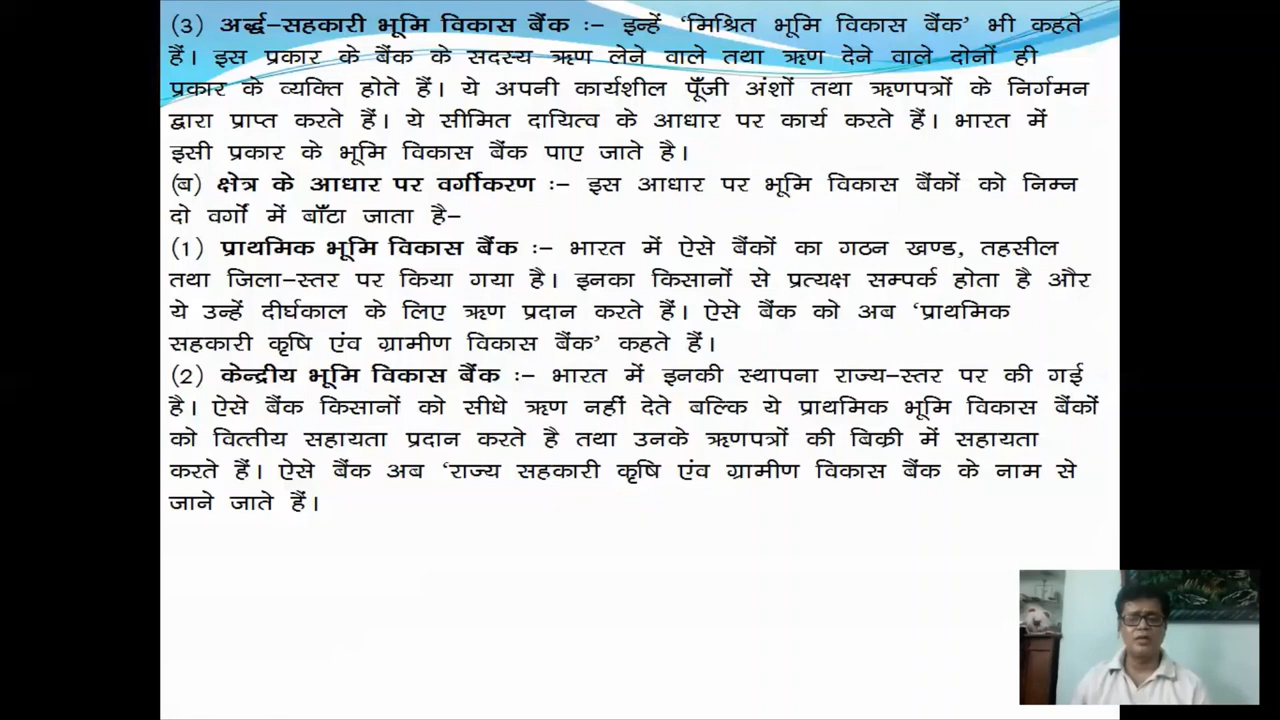 (3) अर्द्ध–सहकारी भूमि विकास बैंक :– इन्हें ‘मिश्रित भूमि विकास बैंक’ भी कहते
हैं। इस प्रकार के बैंक के सदस्य ऋण लेने वाले तथा ऋण देने वाले दोनों ही
प्रकार के व्यक्ति होते हैं। ये अपनी कार्यशील पूँजी अंशों तथा ऋणपत्रों के निर्गमन
द्वारा प्राप्त करते हैं। ये सीमित दायित्व के आधार पर कार्य करते हैं। भारत में
इसी प्रकार के भूमि विकास बैंक पाए जाते है।
(ब) क्षेत्र के आधार पर वर्गीकरण :– इस आधार पर भूमि विकास बैंकों को निम्न
दो वर्गों में बाँटा जाता है–
(1) प्राथमिक भूमि विकास बैंक :– भारत में ऐसे बैंकों का गठन खण्ड, तहसील
तथा जिला–स्तर पर किया गया है। इनका किसानों से प्रत्यक्ष सम्पर्क होता है और
ये उन्हें दीर्घकाल के लिए ऋण प्रदान करते हैं। ऐसे बैंक को अब ‘प्राथमिक
सहकारी कृषि एंव ग्रामीण विकास बैंक’ कहते हैं।
(2) केन्द्रीय भूमि विकास बैंक :– भारत में इनकी स्थापना राज्य–स्तर पर की गई
है। ऐसे बैंक किसानों को सीधे ऋण नहीं देते बल्कि ये प्राथमिक भूमि विकास बैंकों
को वित्तीय सहायता प्रदान करते है तथा उनके ऋणपत्रों की बिक्री में सहायता
करते हैं। ऐसे बैंक अब ‘राज्य सहकारी कृषि एंव ग्रामीण विकास बैंक के नाम से
जाने जाते हैं।